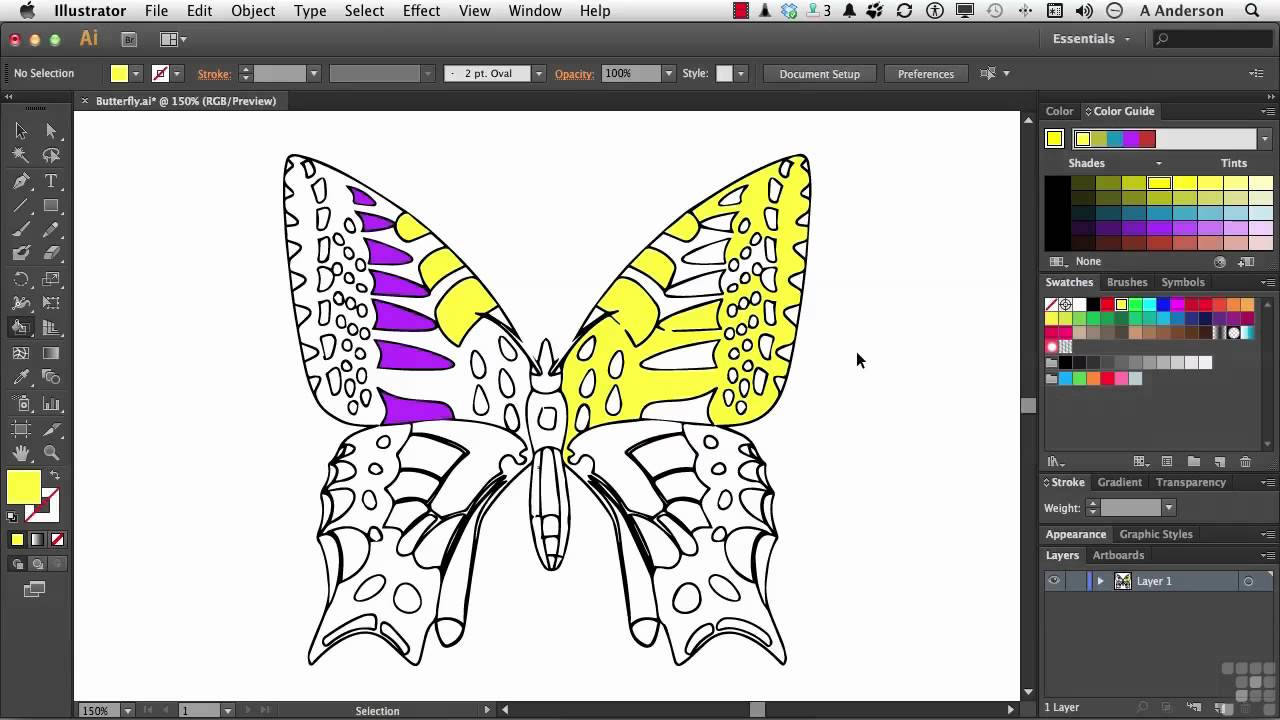 Illustrator File Edit Object Type Select Effect View Window Help 3 A Anderson
Ai Br Essentials
No Selection Stroke: 2 pt. Oval Opacity: 100% Style: Document Setup Preferences
Butterfly.ai* @ 150% (RGB/Preview)
Color Color Guide
Shades Tints
None
Swatches Brushes Symbols
Stroke Gradient Transparency
Weight:
Appearance Graphic Styles
Layers Artboards
Layer 1
1 Layer
150% 1 Selection